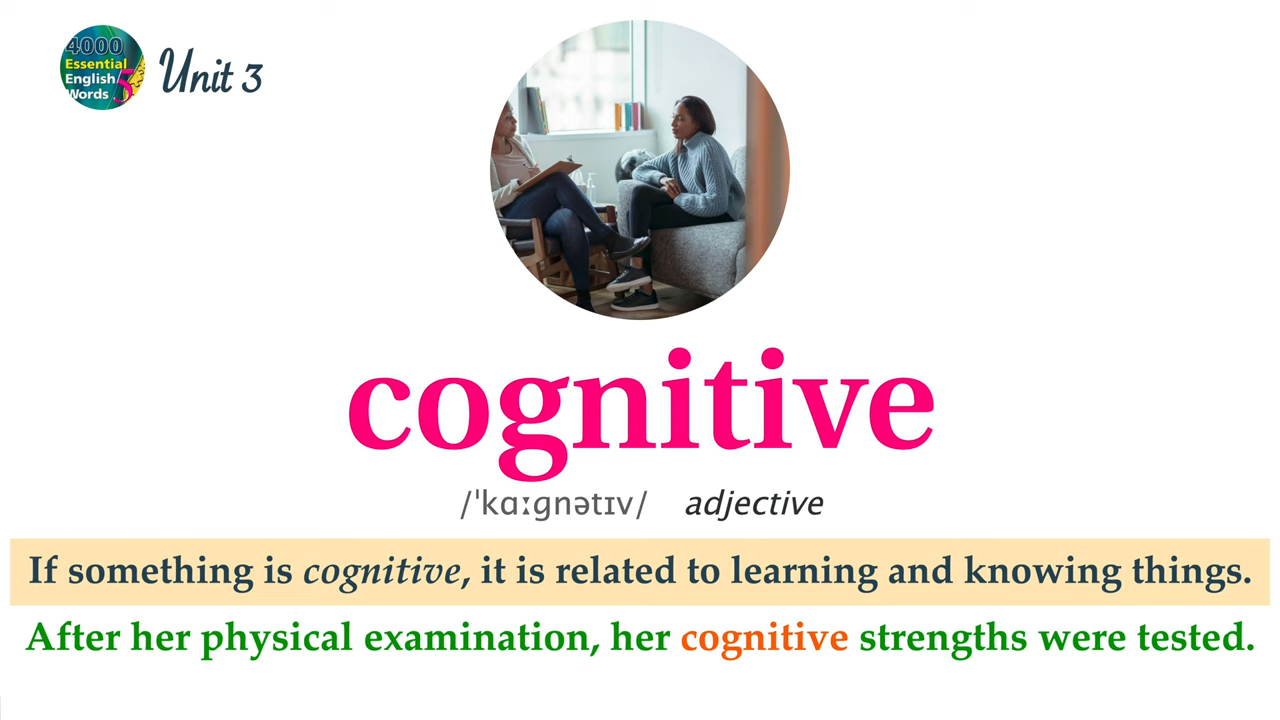 4000
Essential
English
Words 5
Unit 3
cognitive
/ˈkɑːgnətɪv/ adjective
If something is cognitive, it is related to learning and knowing things.
After her physical examination, her cognitive strengths were tested.